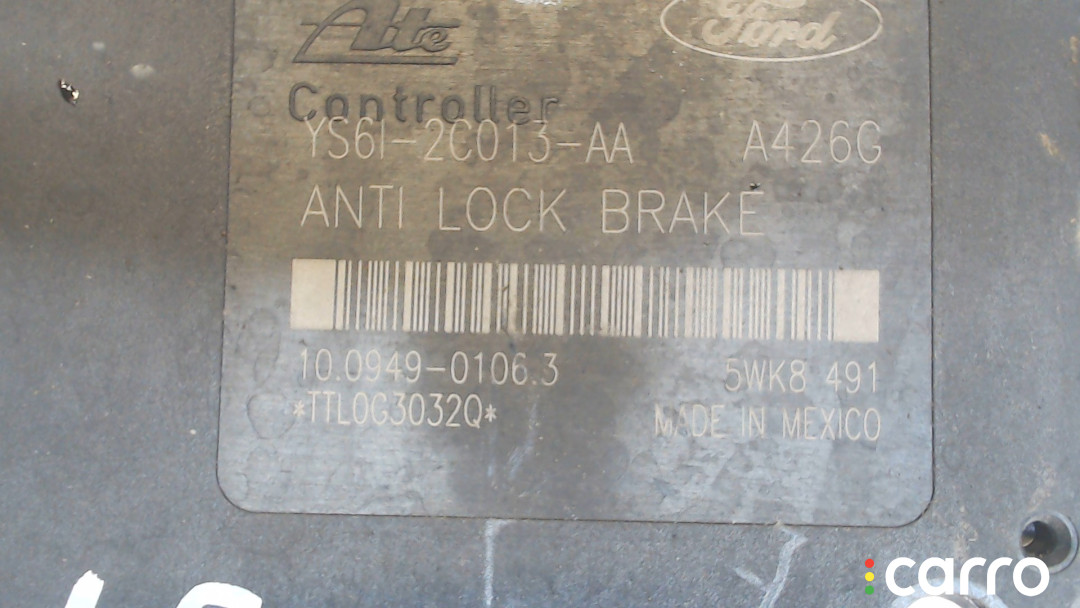 Ate Ford
Controller
YS6I-2C013-AA A426G
ANTI LOCK BRAKE
10.0949-0106.3 5WK8 491
*TTL0G3032Q* MADE IN MEXICO
carro